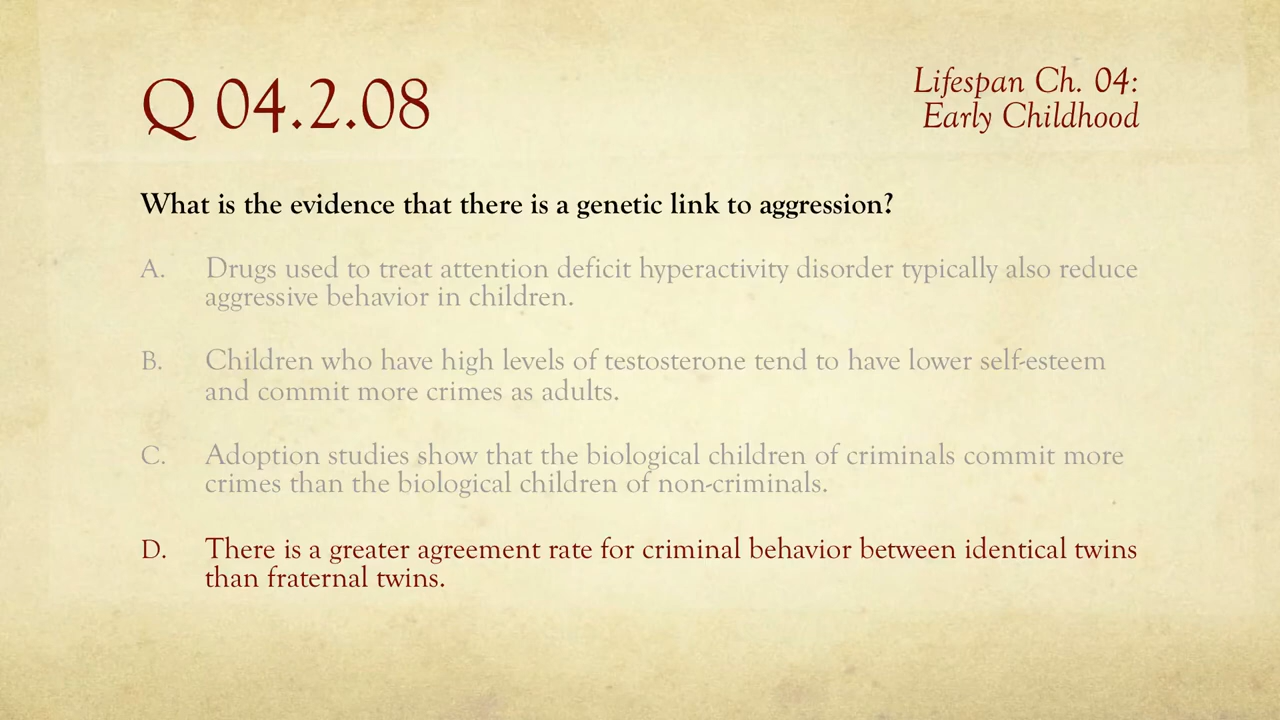 Q 04.2.08
Lifespan Ch. 04:
Early Childhood
What is the evidence that there is a genetic link to aggression?
A. Drugs used to treat attention deficit hyperactivity disorder typically also reduce
aggressive behavior in children.
B. Children who have high levels of testosterone tend to have lower self-esteem
and commit more crimes as adults.
C. Adoption studies show that the biological children of criminals commit more
crimes than the biological children of non-criminals.
D. There is a greater agreement rate for criminal behavior between identical twins
than fraternal twins.